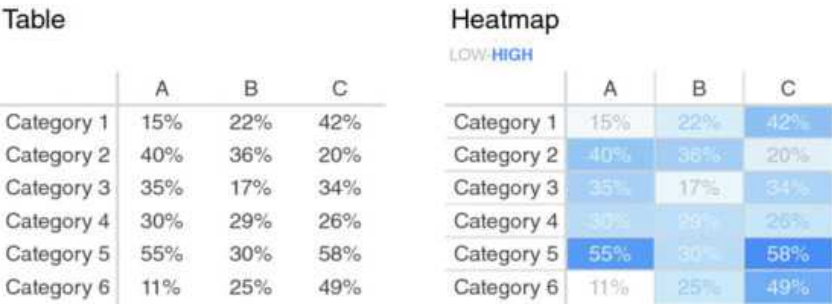 Table
A B C
Category 1 15% 22% 42%
Category 2 40% 36% 20%
Category 3 35% 17% 34%
Category 4 30% 29% 26%
Category 5 55% 30% 58%
Category 6 11% 25% 49%
Heatmap
LOW-HIGH
A B C
Category 1 15% 22% 42%
Category 2 40% 36% 20%
Category 3 35% 17% 34%
Category 4 30% 29% 26%
Category 5 55% 30% 58%
Category 6 11% 25% 49%